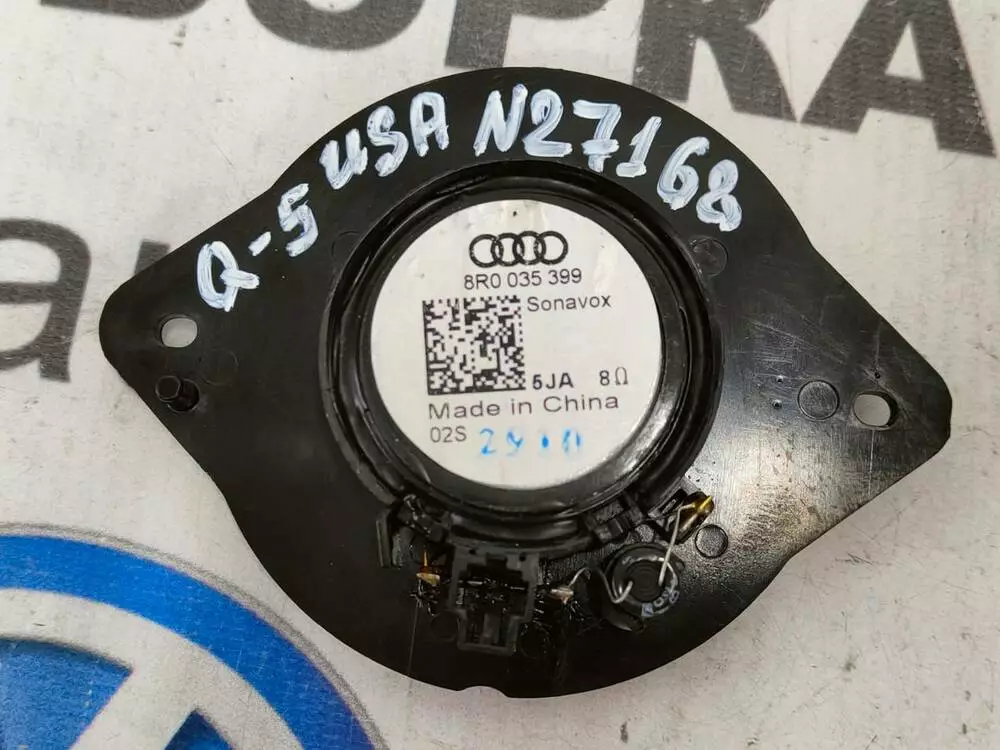 Q-5 USA N27168
8R0 035 399
Sonavox
5JA 8Ω
Made in China
02S